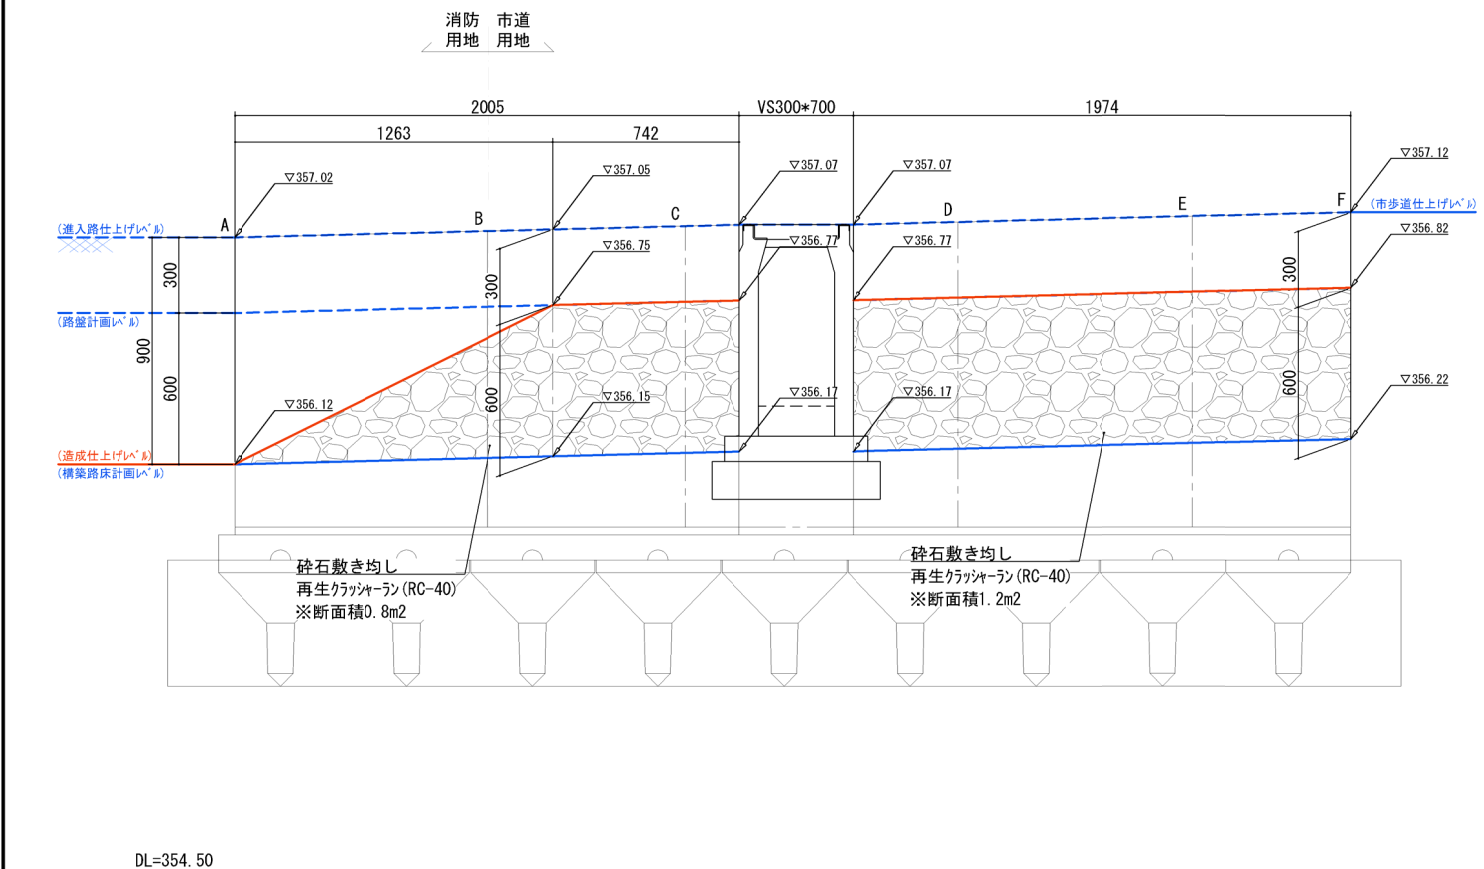 消防 市道
用地 用地
2005
VS300*700
1974
1263
742
▽357.02
▽357.05
▽357.07
▽357.07
▽357.12
A
B
C
D
E
F
(進入路仕上げﾚﾍﾞﾙ)
(市歩道仕上げﾚﾍﾞﾙ)
▽356.75
▽356.77
▽356.77
▽356.82
300
300
300
(路盤計画ﾚﾍﾞﾙ)
900
600
600
600
▽356.12
▽356.15
▽356.17
▽356.17
▽356.22
(造成仕上げﾚﾍﾞﾙ)
(構築路床計画ﾚﾍﾞﾙ)
砕石敷き均し
再生ｸﾗｯｼｬｰﾗﾝ(RC-40)
※断面積0.8m2
砕石敷き均し
再生ｸﾗｯｼｬｰﾗﾝ(RC-40)
※断面積1.2m2
DL=354.50